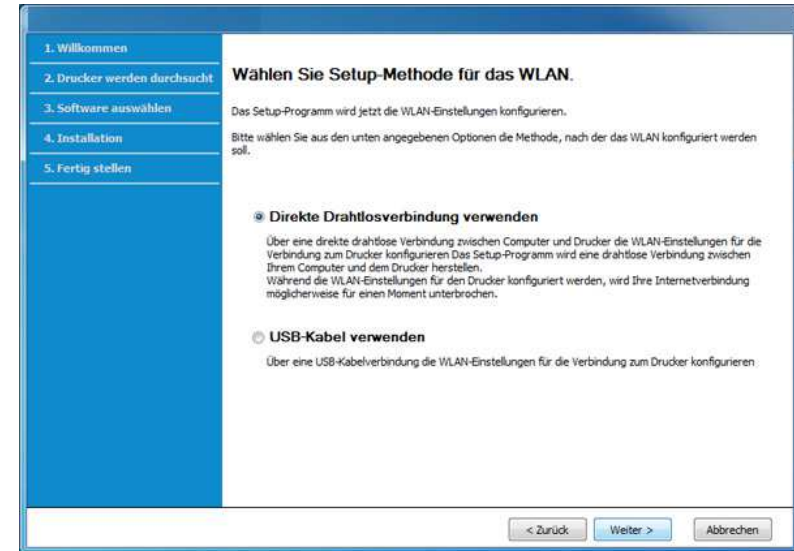 1. Willkommen
2. Drucker werden durchsucht
3. Software auswählen
4. Installation
5. Fertig stellen
Wählen Sie Setup-Methode für das WLAN.
Das Setup-Programm wird jetzt die WLAN-Einstellungen konfigurieren.
Bitte wählen Sie aus den unten angegebenen Optionen die Methode, nach der das WLAN konfiguriert werden
soll.
Direkte Drahtlosverbindung verwenden
Über eine direkte drahtlose Verbindung zwischen Computer und Drucker die WLAN-Einstellungen für die
Verbindung zum Drucker konfigurieren Das Setup-Programm wird eine drahtlose Verbindung zwischen
Ihrem Computer und dem Drucker herstellen.
Während die WLAN-Einstellungen für den Drucker konfiguriert werden, wird Ihre Internetverbindung
möglicherweise für einen Moment unterbrochen.
USB-Kabel verwenden
Über eine USB-Kabelverbindung die WLAN-Einstellungen für die Verbindung zum Drucker konfigurieren
< Zurück
Weiter >
Abbrechen